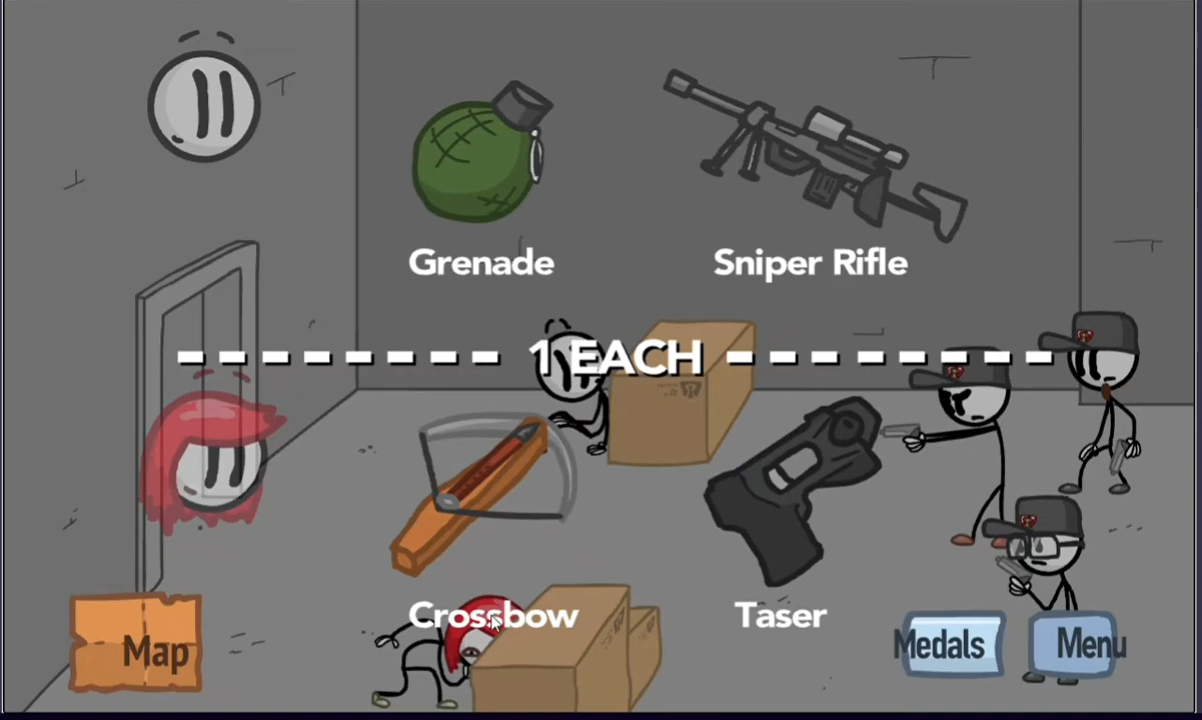 Grenade
Sniper Rifle
1 EACH
Crossbow
Taser
Map
Medals
Menu